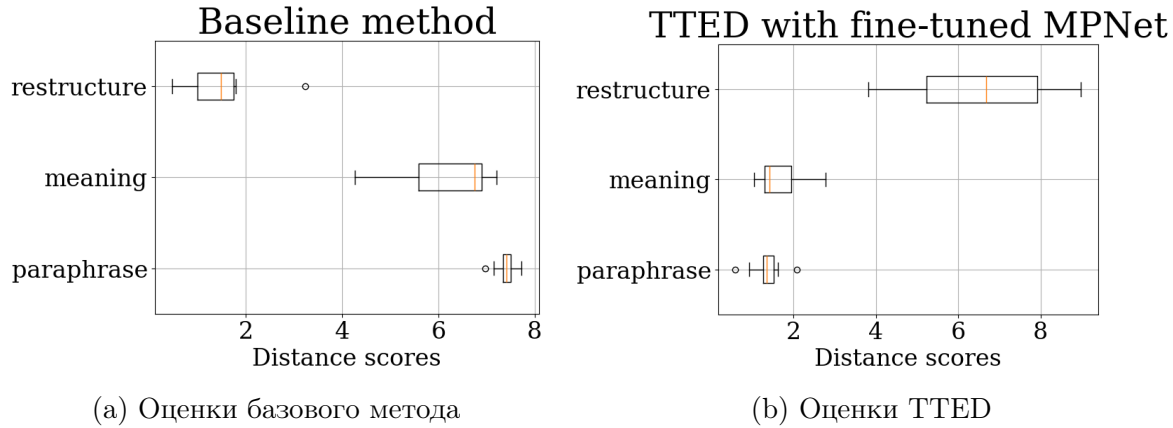 Baseline method
restructure
meaning
paraphrase
2 4 6 8
Distance scores
(a) Оценки базового метода
TTED with fine-tuned MPNet
restructure
meaning
paraphrase
2 4 6 8
Distance scores
(b) Оценки TTED